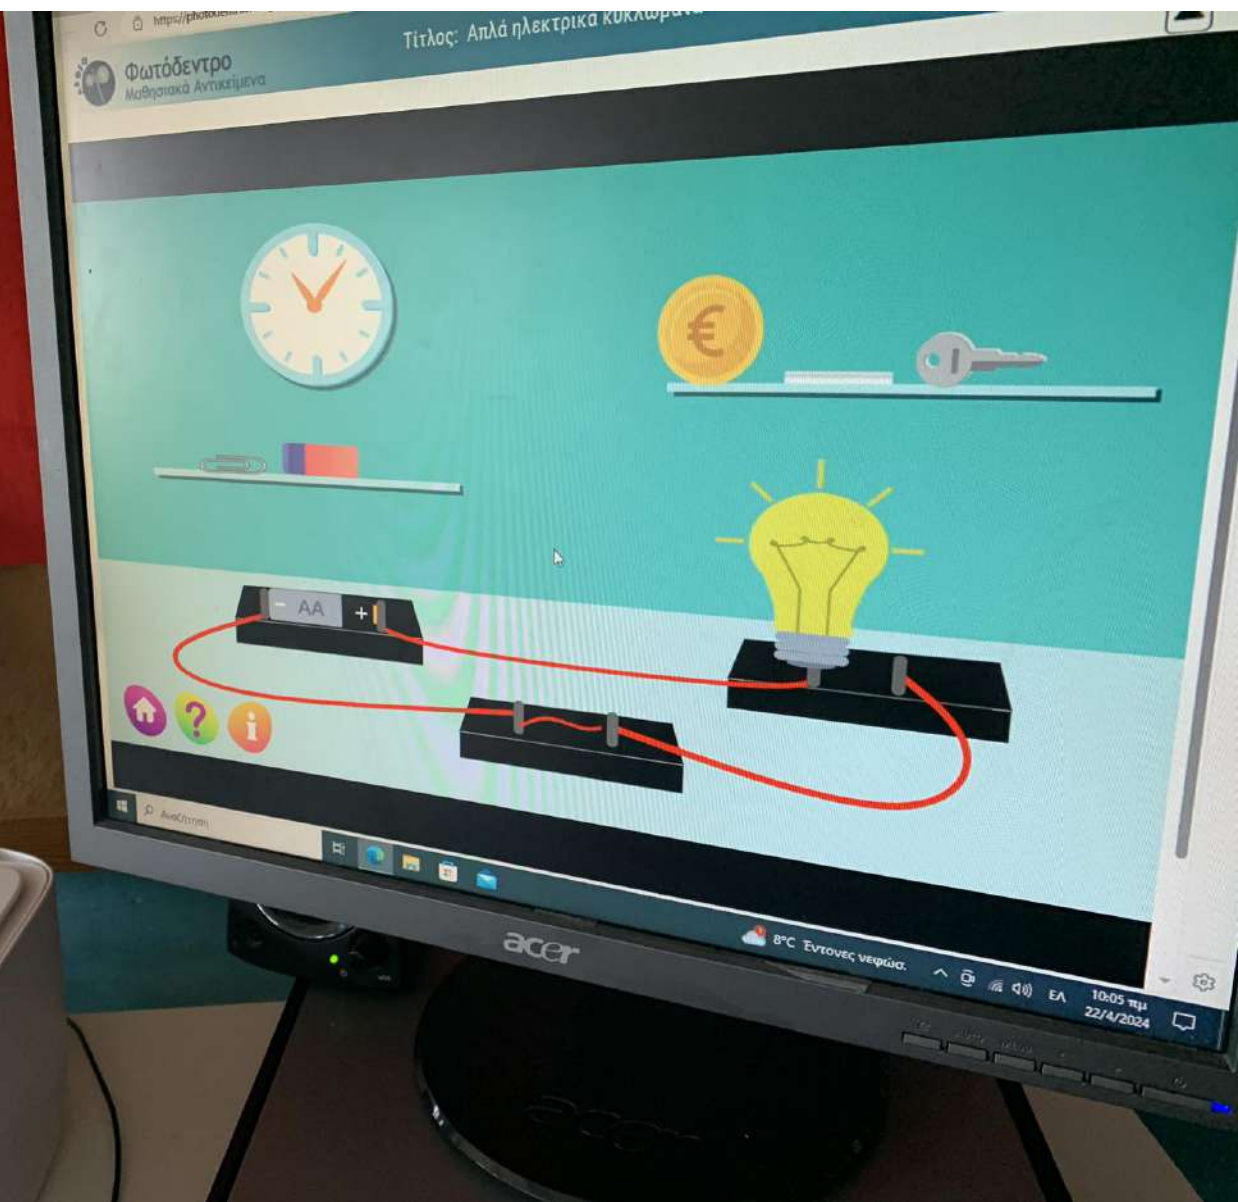 Τίτλος: Απλά ηλεκτρικά κυκλώματα
Φωτόδεντρο
Μαθησιακά Αντικείμενα
€
- AA +
?
i
Αναζήτηση
acer
8°C Έντονες νεφώσ.
ΕΛ
10:05 πμ
22/4/2024
acer